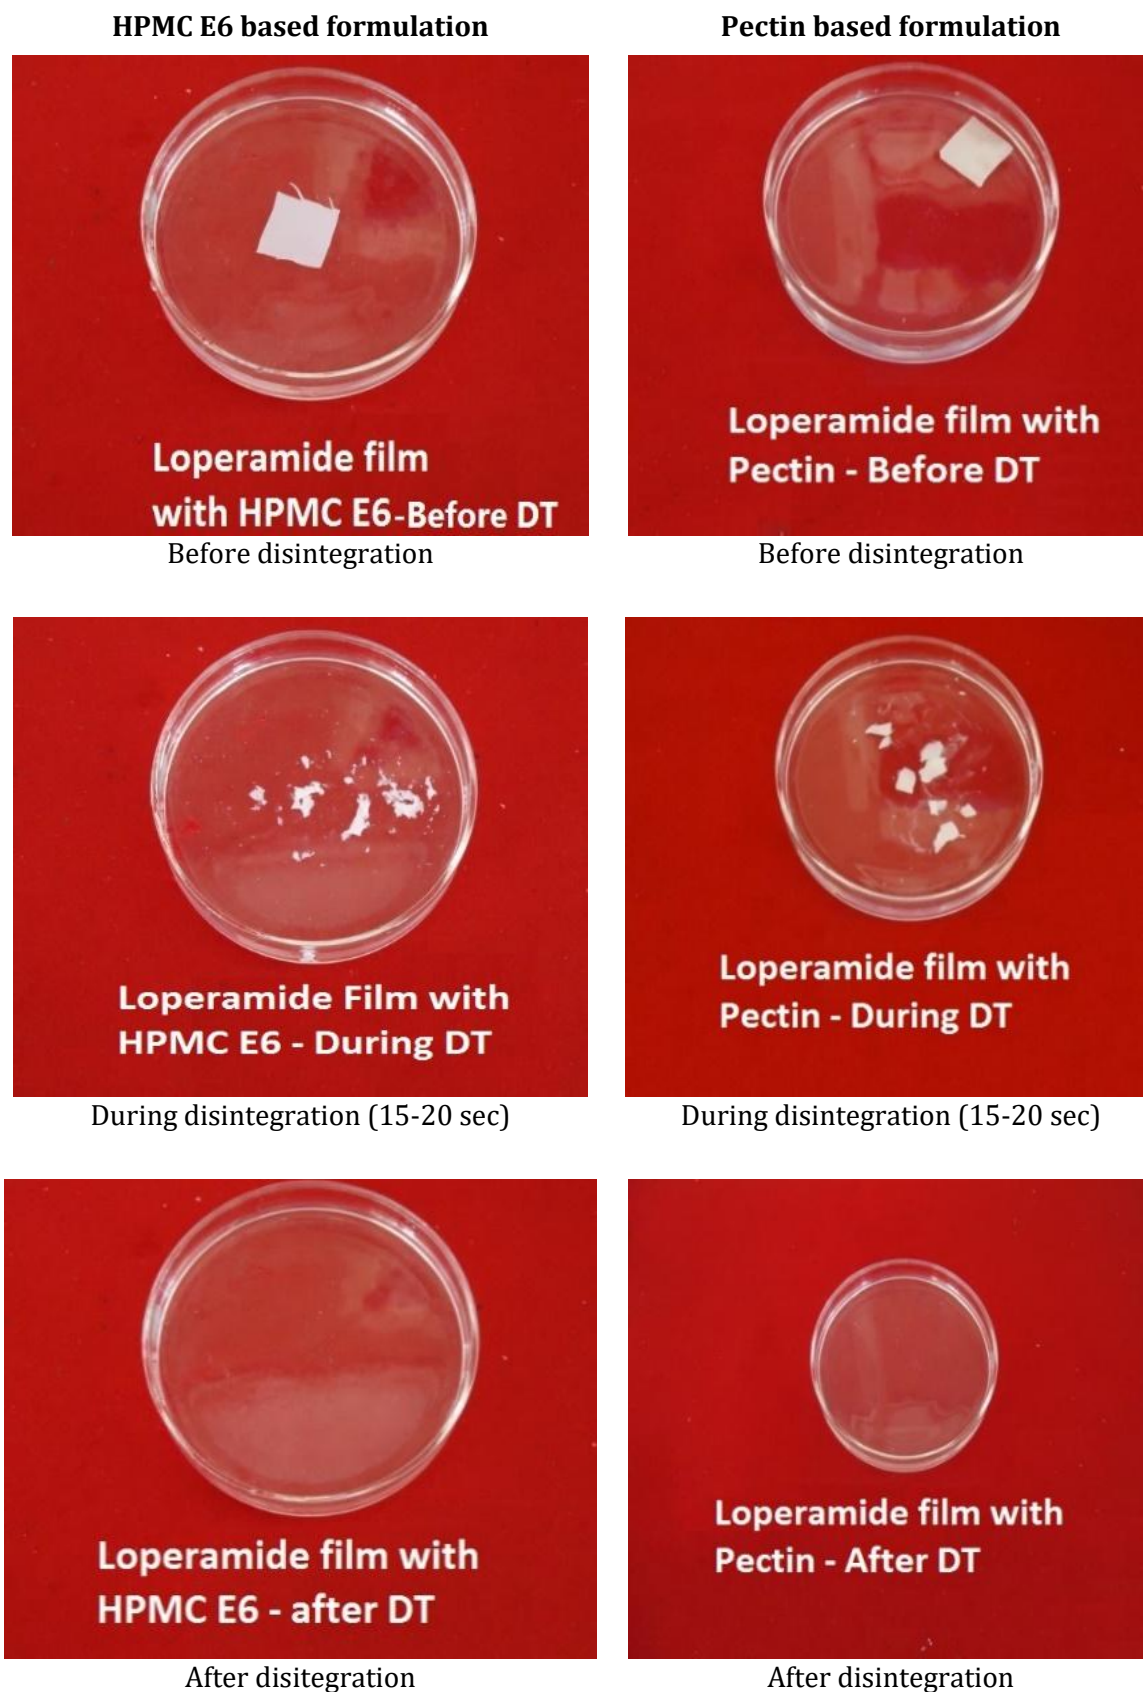 HPMC E6 based formulation
Pectin based formulation
Loperamide film
with HPMC E6-Before DT
Loperamide film with
Pectin - Before DT
Before disintegration
Before disintegration
Loperamide Film with
HPMC E6 - During DT
Loperamide film with
Pectin - During DT
During disintegration (15-20 sec)
During disintegration (15-20 sec)
Loperamide film with
HPMC E6 - after DT
Loperamide film with
Pectin - After DT
After disitegration
After disintegration